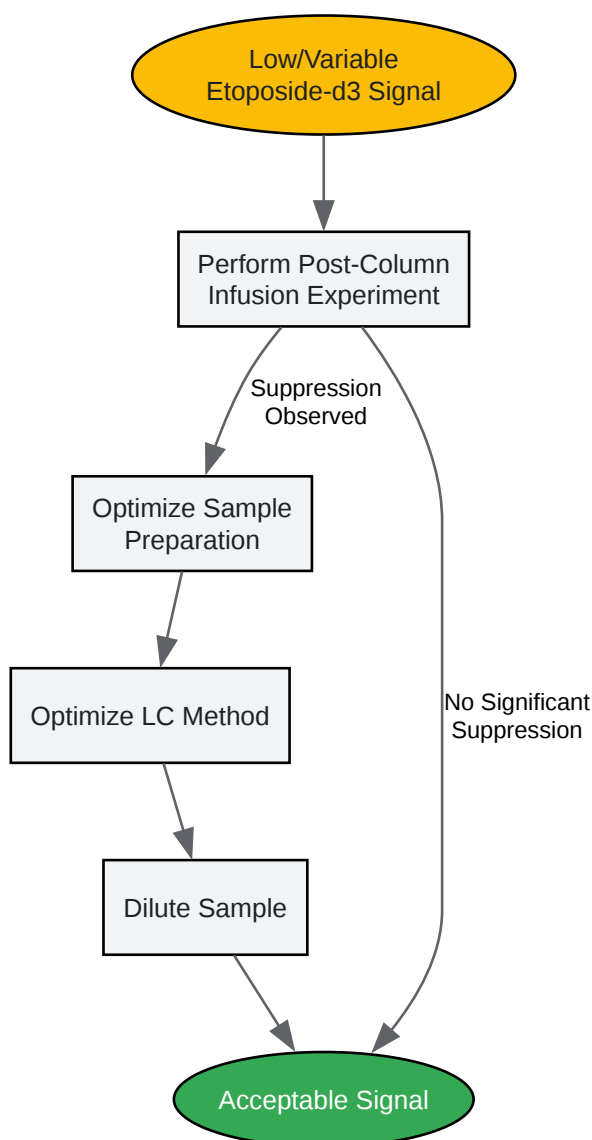 Low/Variable
Etoposide-d3 Signal
Perform Post-Column
Infusion Experiment
Suppression
Observed
Optimize Sample
Preparation
Optimize LC Method
No Significant
Suppression
Dilute Sample
Acceptable Signal